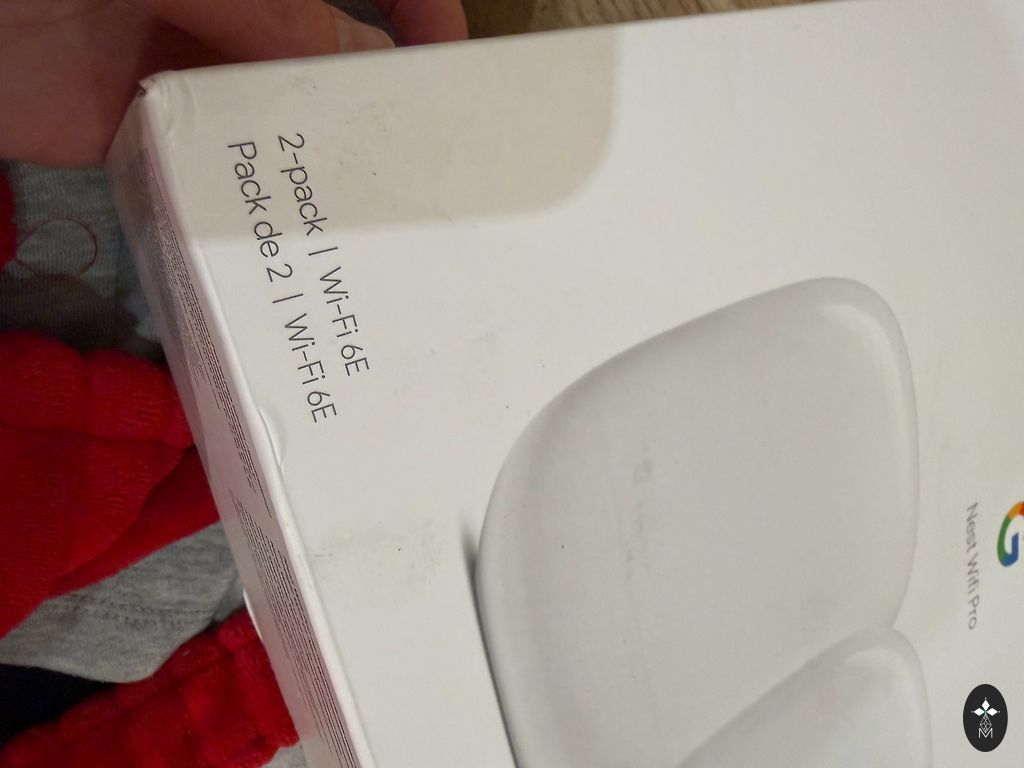 2-pack | Wi-Fi 6E
Pack de 2 | Wi-Fi 6E
G
Nest Wifi Pro
M